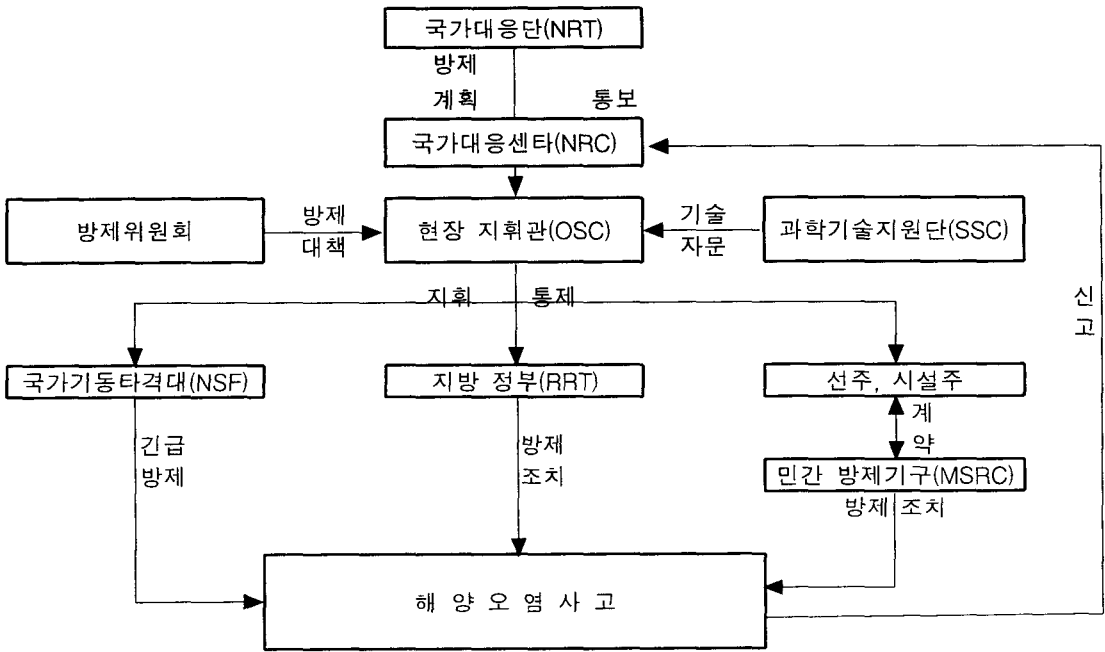 국가대응단(NRT)
방제
계획 통보
국가대응센타(NRC)
방제위원회
방제
대책
현장 지휘관(OSC)
기술
자문
과학기술지원단(SSC)
신
고
지휘 통제
국가기동타격대(NSF)
지방 정부(RRT)
선주, 시설주
긴급
방제
방제
조치
계
약
민간 방제기구(MSRC)
방제 조치
해 양 오 염 사 고